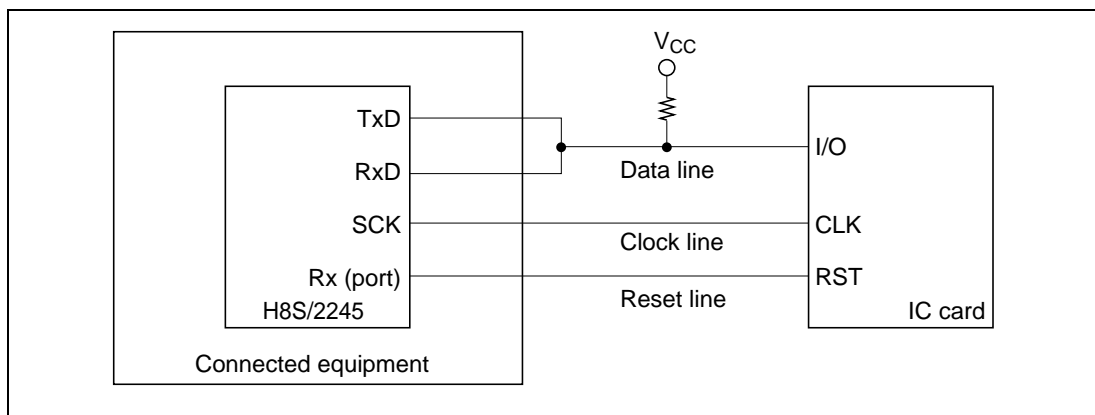 VCC
TxD
RxD
SCK
Rx (port)
H8S/2245
Connected equipment
Data line
Clock line
Reset line
I/O
CLK
RST
IC card